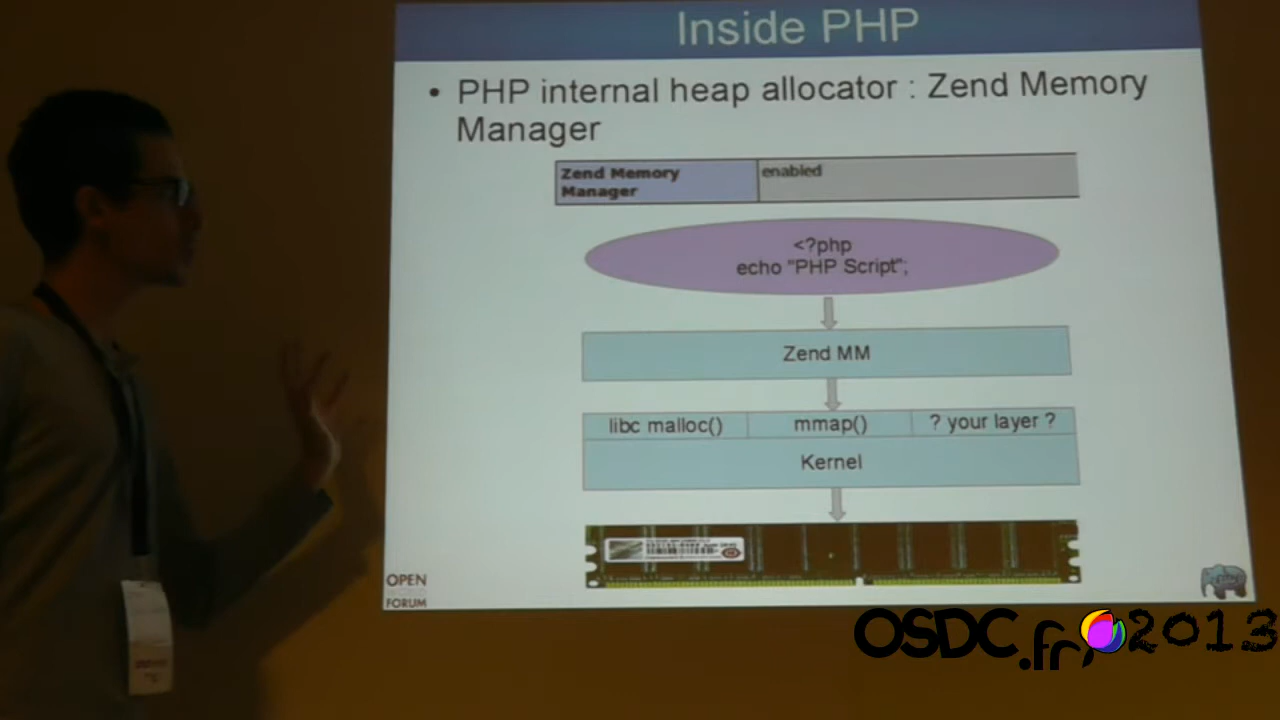 Inside PHP
• PHP internal heap allocator : Zend Memory
Manager
Zend Memory
Manager
enabled
<?php
echo "PHP Script";
Zend MM
libc malloc()
mmap()
? your layer ?
Kernel
OPEN
FORUM
OSDC.fr 2013